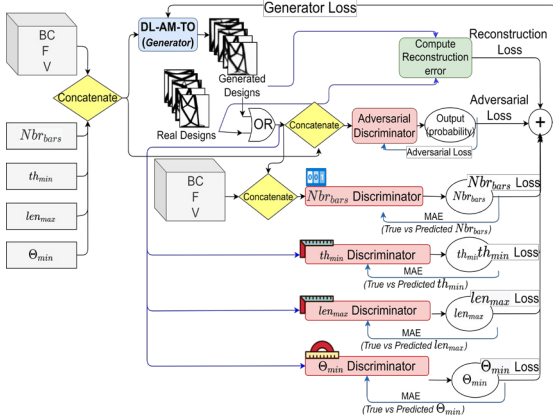 Generator Loss
BC
F
V
DL-AM-TO
(Generator)
Generated
Designs
Compute
Reconstruction
error
Reconstruction
Loss
Concatenate
Real Designs
OR
Concatenate
Adversarial
Discriminator
Output
(probability)
Adversarial
Loss
Adversarial Loss
+
Nbr_bars
th_min
len_max
Θ_min
BC
F
V
Concatenate
Nbr_bars Discriminator
Nbr_bars
Nbr_bars Loss
MAE
(True vs Predicted Nbr_bars)
th_min Discriminator
th_min
th_min Loss
MAE
(True vs Predicted th_min)
len_max Discriminator
len_max
len_max Loss
MAE
(True vs Predicted len_max)
Θ_min Discriminator
Θ_min
Θ_min Loss
MAE
(True vs Predicted Θ_min)